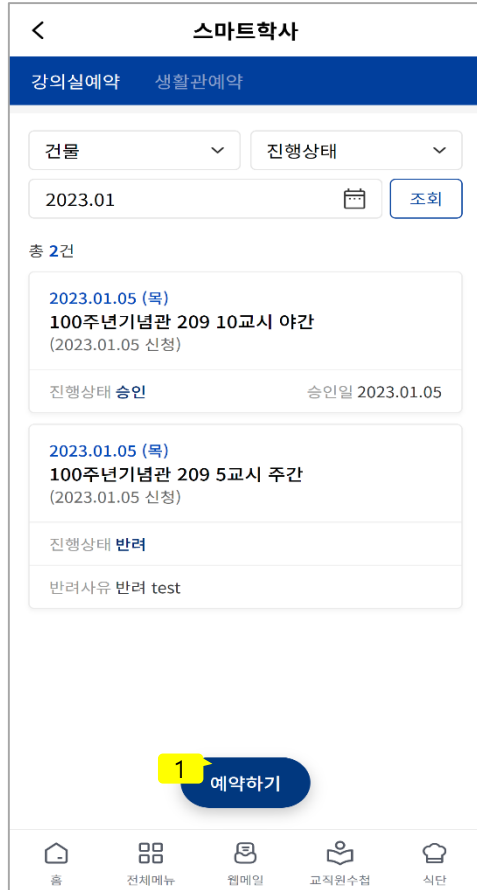 스마트학사
강의실예약 생활관예약
건물 진행상태
2023.01 조회
총 2건
2023.01.05 (목)
100주년기념관 209 10교시 야간
(2023.01.05 신청)
진행상태 승인 승인일 2023.01.05
2023.01.05 (목)
100주년기념관 209 5교시 주간
(2023.01.05 신청)
진행상태 반려
반려사유 반려 test
1
예약하기
홈 전체메뉴 웹메일 교직원수첩 식단